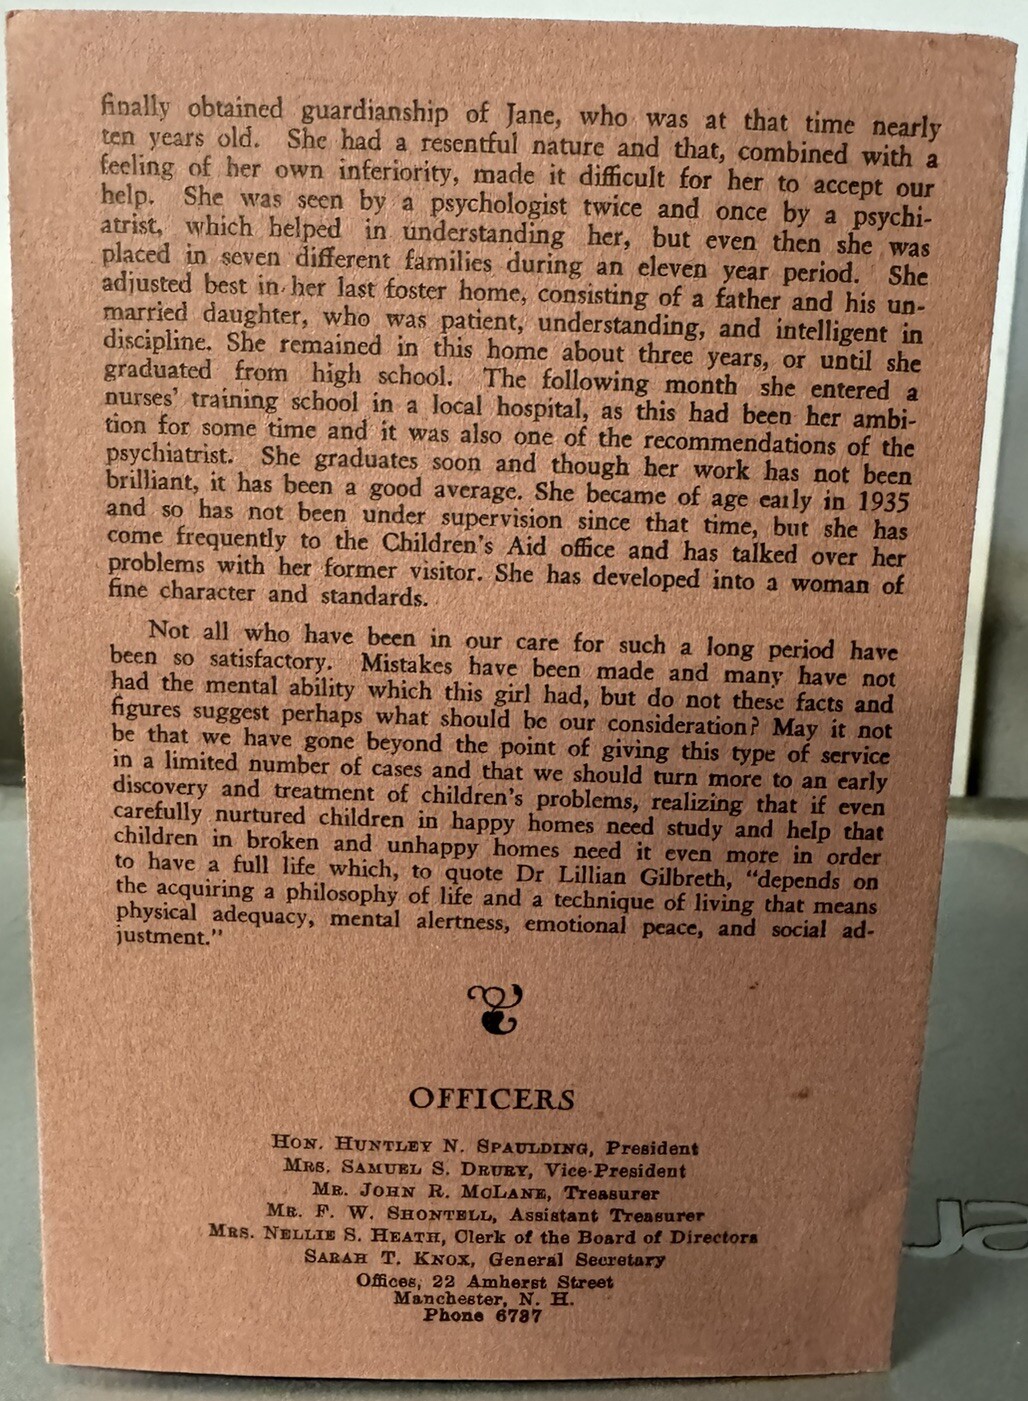 finally obtained guardianship of Jane, who was at that time nearly
ten years old. She had a resentful nature and that, combined with a
feeling of her own inferiority, made it difficult for her to accept our
help. She was seen by a psychologist twice and once by a psychi-
atrist, which helped in understanding her, but even then she was
placed in seven different families during an eleven year period. She
adjusted best in her last foster home, consisting of a father and his un-
married daughter, who was patient, understanding, and intelligent in
discipline. She remained in this home about three years, or until she
graduated from high school. The following month she entered a
nurses' training school in a local hospital, as this had been her ambi-
tion for some time and it was also one of the recommendations of the
psychiatrist. She graduates soon and though her work has not been
brilliant, it has been a good average. She became of age early in 1935
and so has not been under supervision since that time, but she has
come frequently to the Children's Aid office and has talked over her
problems with her former visitor. She has developed into a woman of
fine character and standards.
Not all who have been in our care for such a long period have
been so satisfactory. Mistakes have been made and many have not
had the mental ability which this girl had, but do not these facts and
figures suggest perhaps what should be our consideration? May it not
be that we have gone beyond the point of giving this type of service
in a limited number of cases and that we should turn more to an early
discovery and treatment of children's problems, realizing that if even
carefully nurtured children in happy homes need study and help that
children in broken and unhappy homes need it even more in order
to have a full life which, to quote Dr Lillian Gilbreth, "depends on
the acquiring a philosophy of life and a technique of living that means
physical adequacy, mental alertness, emotional peace, and social ad-
justment."
OFFICERS
HON. HUNTLEY N. SPAULDING, President
MRS. SAMUEL S. DRURY, Vice-President
MR. JOHN R. McLANE, Treasurer
MR. F. W. SHONTELL, Assistant Treasurer
MRS. NELLIE S. HEATH, Clerk of the Board of Directors
SARAH T. KNOX, General Secretary
Offices, 22 Amherst Street
Manchester, N. H.
Phone 6787